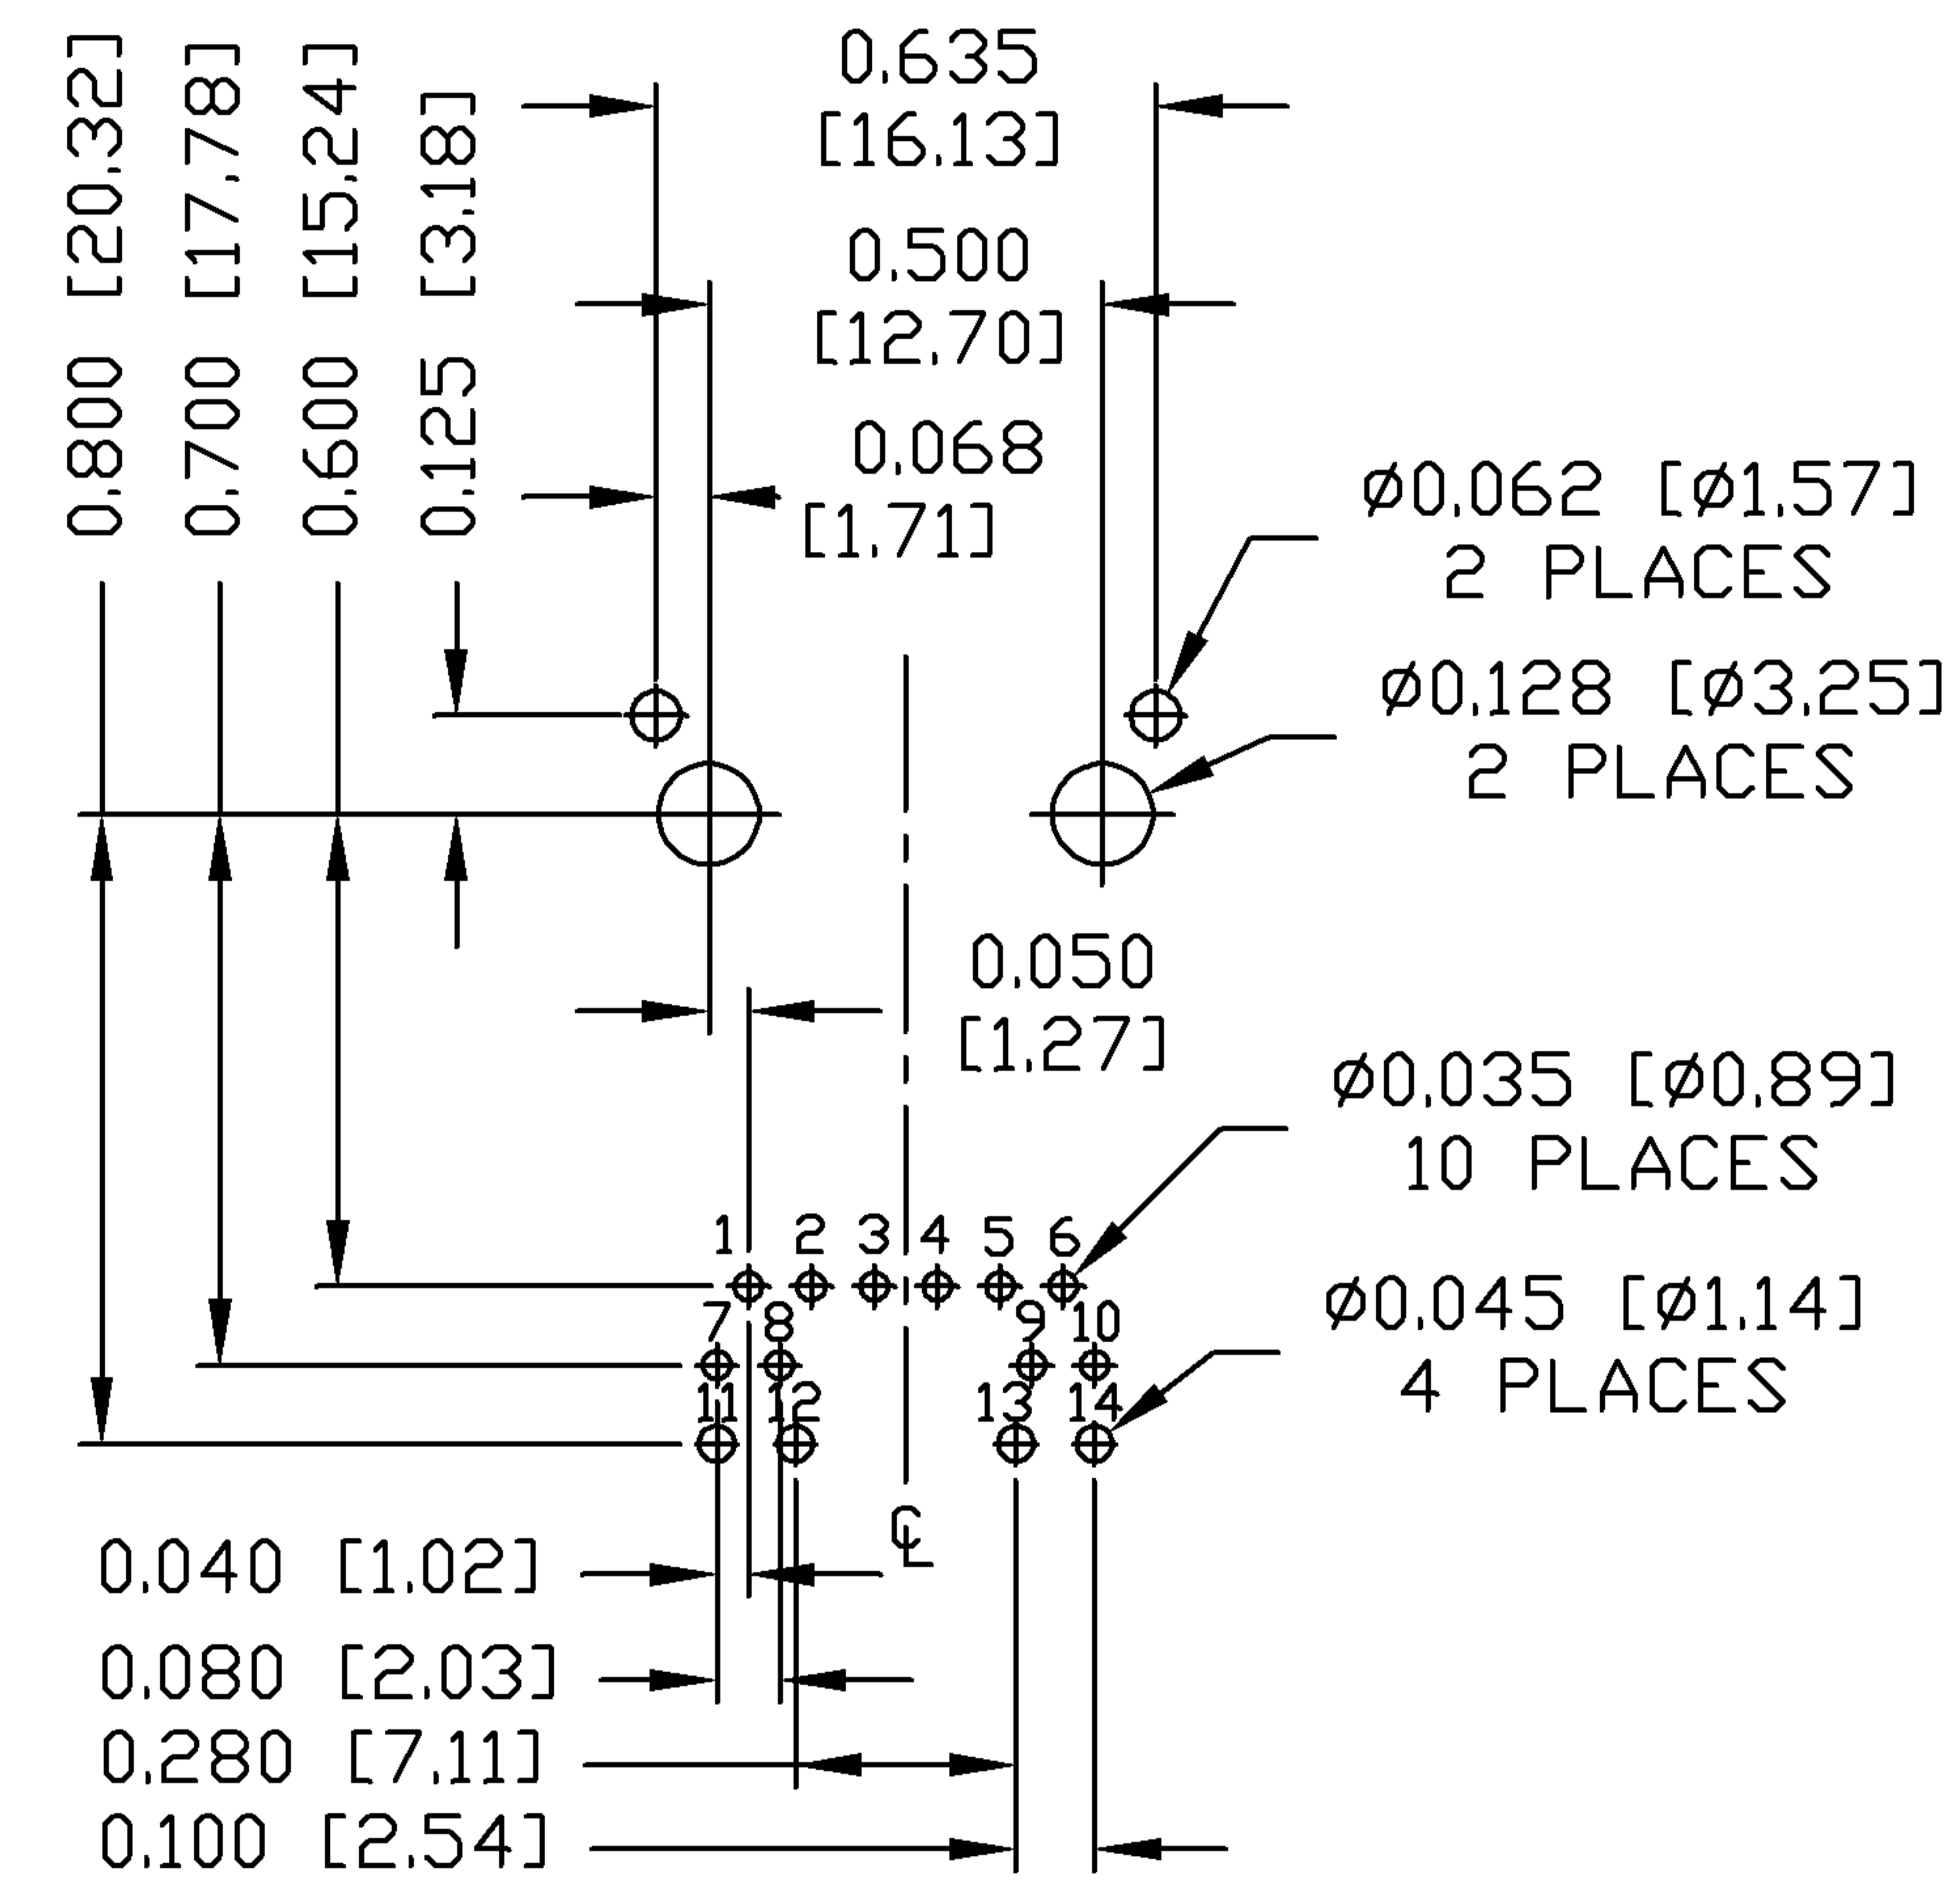 0.800 [20.32]
0.700 [17.78]
0.600 [15.24]
0.125 [3.18]
0.635
[16.13]
0.500
[12.70]
0.068
[1.71]
Ø0.062 [Ø1.57]
2 PLACES
Ø0.128 [Ø3.25]
2 PLACES
0.050
[1.27]
Ø0.035 [Ø0.89]
10 PLACES
1 2 3 4 5 6
Ø0.045 [Ø1.14]
4 PLACES
7 8 9 10
11 12 13 14
℄
0.040 [1.02]
0.080 [2.03]
0.280 [7.11]
0.100 [2.54]